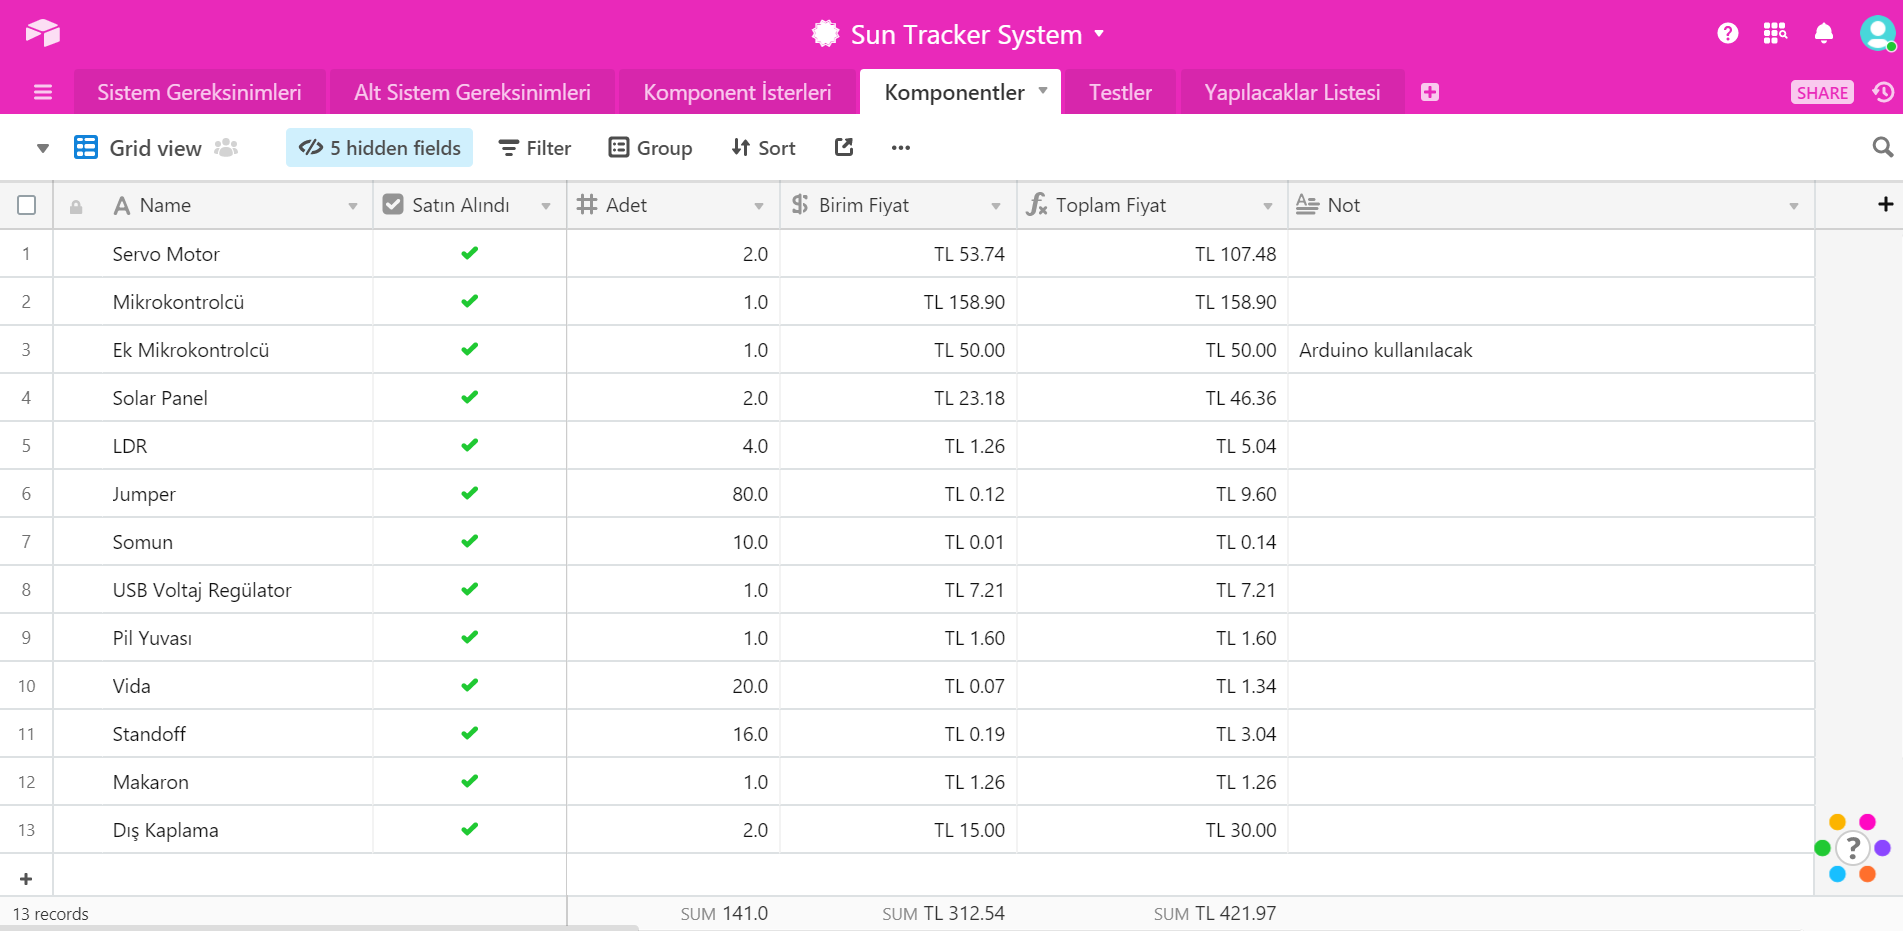 Sun Tracker System
Sistem Gereksinimleri Alt Sistem Gereksinimleri Komponent İsterleri Komponentler Testler Yapılacaklar Listesi SHARE
Grid view 5 hidden fields Filter Group Sort
Name Satın Alındı Adet Birim Fiyat Toplam Fiyat Not
1 Servo Motor 2.0 TL 53.74 TL 107.48
2 Mikrokontrolcü 1.0 TL 158.90 TL 158.90
3 Ek Mikrokontrolcü 1.0 TL 50.00 TL 50.00 Arduino kullanılacak
4 Solar Panel 2.0 TL 23.18 TL 46.36
5 LDR 4.0 TL 1.26 TL 5.04
6 Jumper 80.0 TL 0.12 TL 9.60
7 Somun 10.0 TL 0.01 TL 0.14
8 USB Voltaj Regülator 1.0 TL 7.21 TL 7.21
9 Pil Yuvası 1.0 TL 1.60 TL 1.60
10 Vida 20.0 TL 0.07 TL 1.34
11 Standoff 16.0 TL 0.19 TL 3.04
12 Makaron 1.0 TL 1.26 TL 1.26
13 Dış Kaplama 2.0 TL 15.00 TL 30.00
13 records SUM 141.0 SUM TL 312.54 SUM TL 421.97